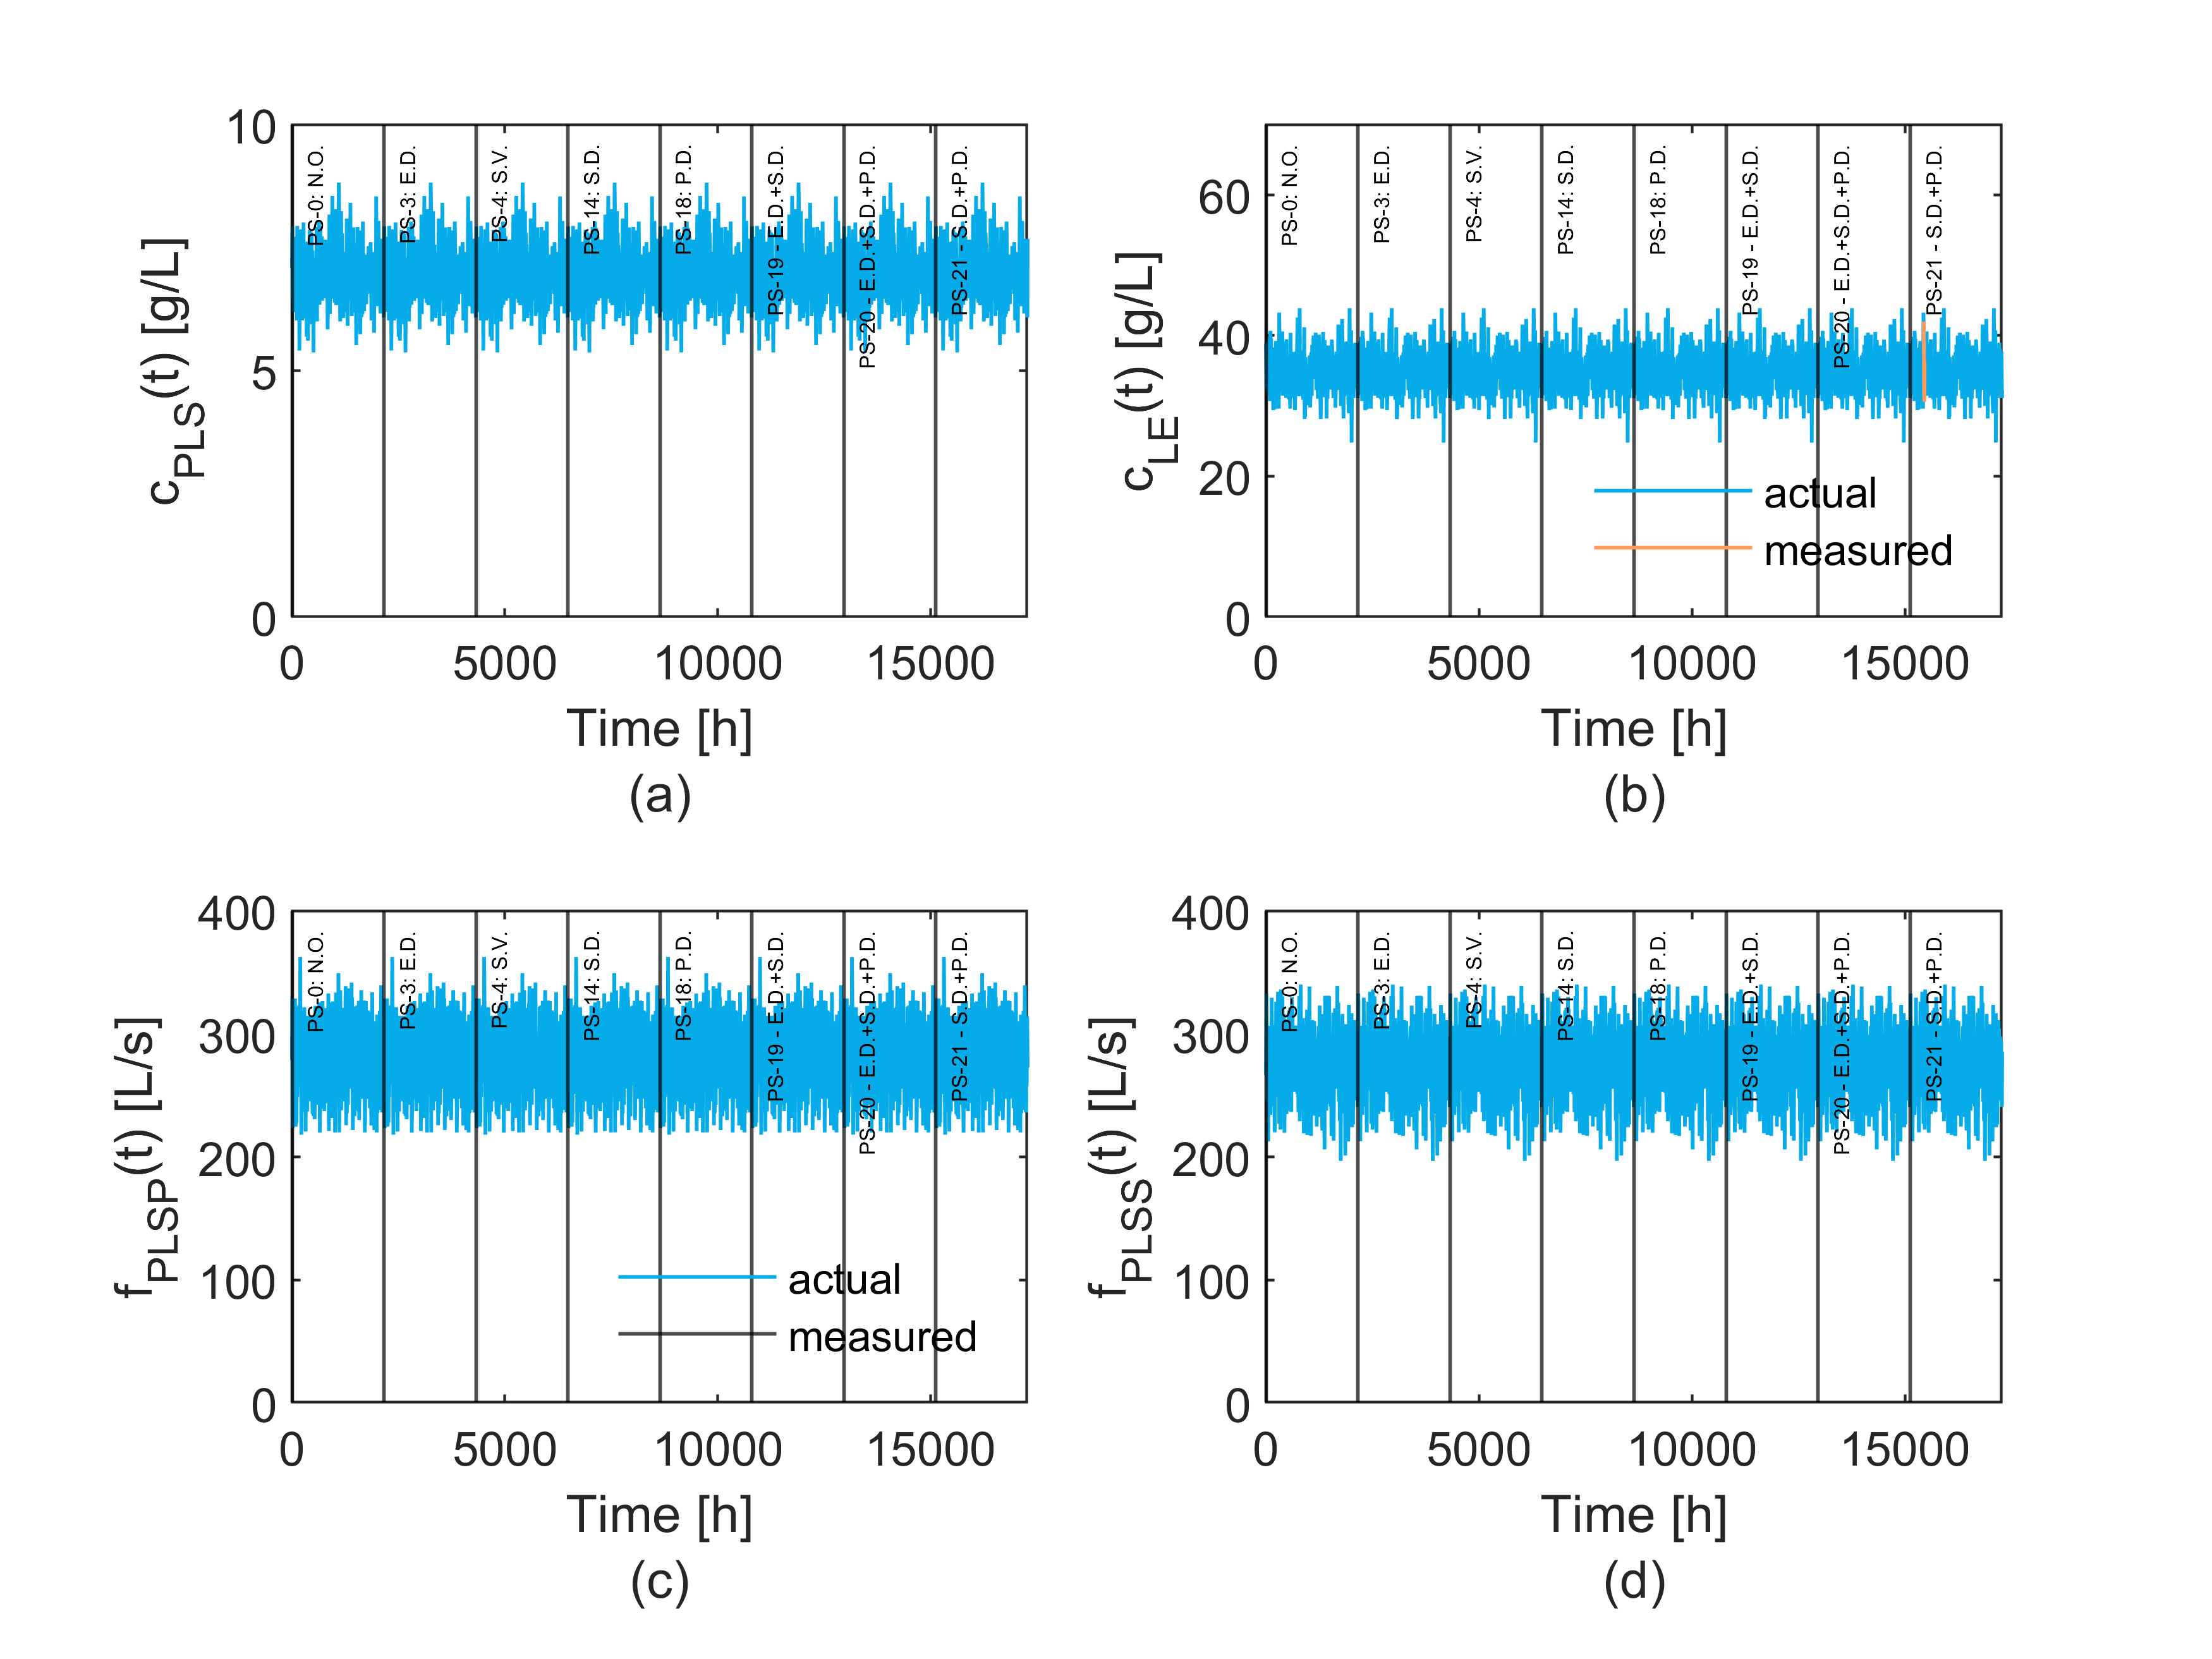 10
5
0
c_PLS(t) [g/L]
PS-0: N.O.
PS-3: E.D.
PS-4: S.V.
PS-14: S.D.
PS-18: P.D.
PS-19 - E.D.+S.D.
PS-20 - E.D.+S.D.+P.D.
PS-21 - S.D.+P.D.
0 5000 10000 15000
Time [h]
(a)
60
40
20
0
c_LE(t) [g/L]
PS-0: N.O.
PS-3: E.D.
PS-4: S.V.
PS-14: S.D.
PS-18: P.D.
PS-19 - E.D.+S.D.
PS-20 - E.D.+S.D.+P.D.
PS-21 - S.D.+P.D.
actual
measured
0 5000 10000 15000
Time [h]
(b)
400
300
200
100
0
f_PLSP(t) [L/s]
PS-0: N.O.
PS-3: E.D.
PS-4: S.V.
PS-14: S.D.
PS-18: P.D.
PS-19 - E.D.+S.D.
PS-20 - E.D.+S.D.+P.D.
PS-21 - S.D.+P.D.
actual
measured
0 5000 10000 15000
Time [h]
(c)
400
300
200
100
0
f_PLSS(t) [L/s]
PS-0: N.O.
PS-3: E.D.
PS-4: S.V.
PS-14: S.D.
PS-18: P.D.
PS-19 - E.D.+S.D.
PS-20 - E.D.+S.D.+P.D.
PS-21 - S.D.+P.D.
0 5000 10000 15000
Time [h]
(d)